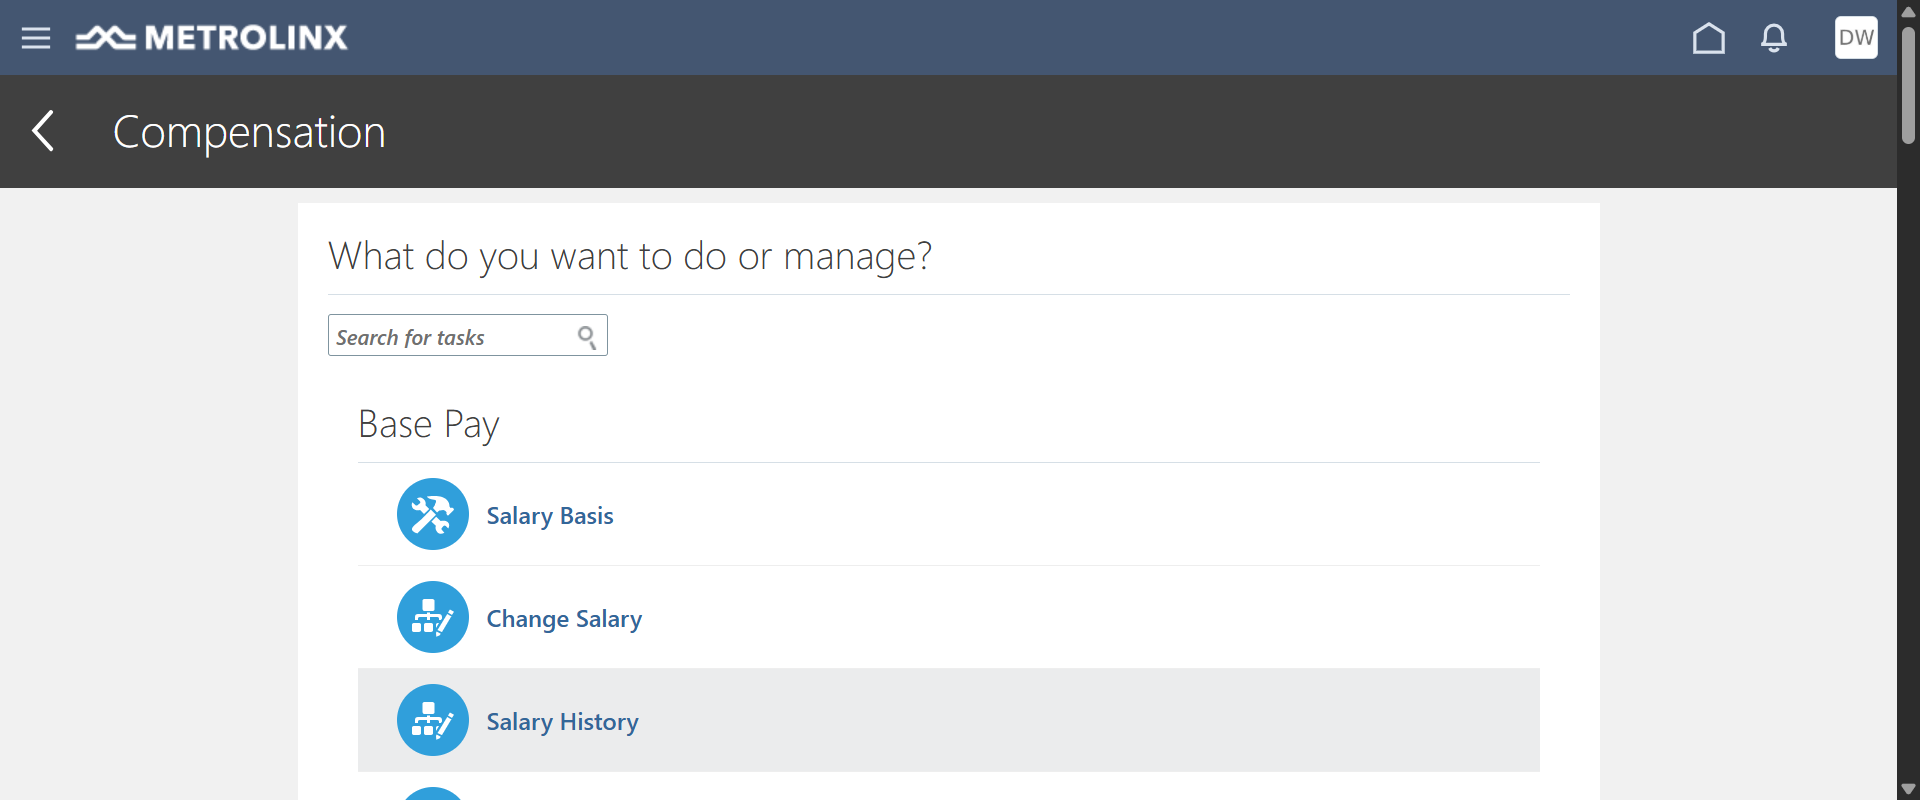 METROLINX
DW
Compensation
What do you want to do or manage?
Search for tasks
Base Pay
Salary Basis
Change Salary
Salary History